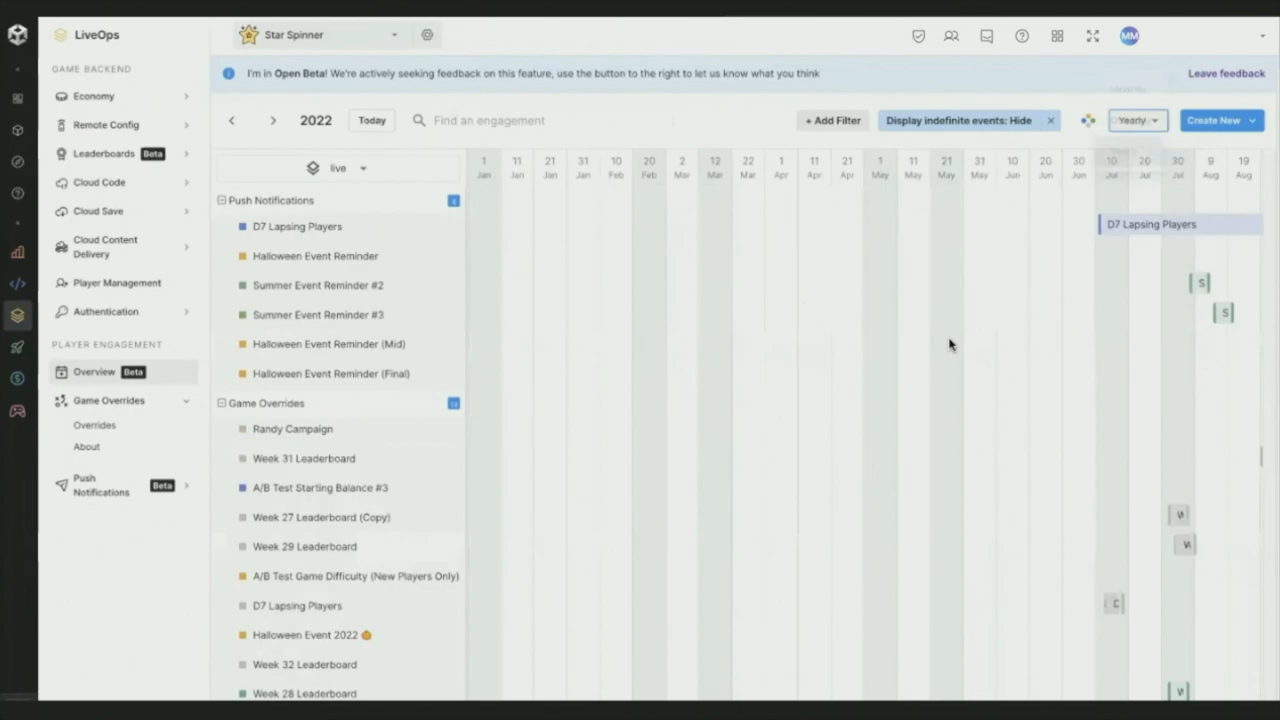 LiveOps
Star Spinner
MM
GAME BACKEND
Economy
Remote Config
Leaderboards Beta
Cloud Code
Cloud Save
Cloud Content
Delivery
Player Management
Authentication
PLAYER ENGAGEMENT
Overview Beta
Game Overrides
Overrides
About
Push
Notifications Beta
I'm in Open Beta! We're actively seeking feedback on this feature, use the button to the right to let us know what you think
Leave feedback
2022 Today Find an engagement
+ Add Filter Display indefinite events: Hide × Yearly Create New
live
1 11 21 31 10 20 2 12 22 1 11 21 1 11 21 31 10 20 30 10 20 30 9 19
Jan Jan Jan Jan Feb Feb Mar Mar Mar Apr Apr Apr May May May May Jun Jun Jun Jul Jul Jul Aug Aug
Push Notifications
D7 Lapsing Players D7 Lapsing Players
Halloween Event Reminder
Summer Event Reminder #2 S
Summer Event Reminder #3 S
Halloween Event Reminder (Mid)
Halloween Event Reminder (Final)
Game Overrides
Randy Campaign
Week 31 Leaderboard
A/B Test Starting Balance #3
Week 27 Leaderboard (Copy)
Week 29 Leaderboard
A/B Test Game Difficulty (New Players Only)
D7 Lapsing Players
Halloween Event 2022
Week 32 Leaderboard
Week 28 Leaderboard